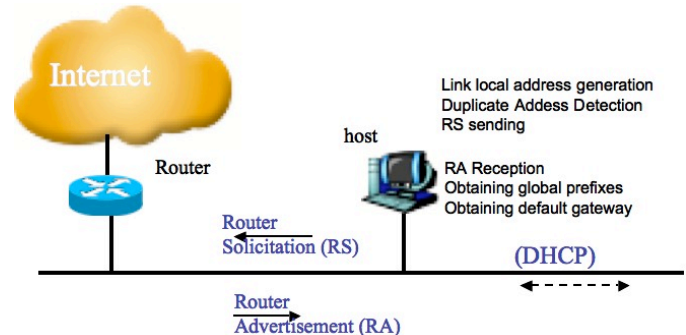 Internet
Link local address generation
Duplicate Addess Detection
RS sending
host
Router
RA Reception
Obtaining global prefixes
Obtaining default gateway
Router
Solicitation (RS)
(DHCP)
Router
Advertisement (RA)